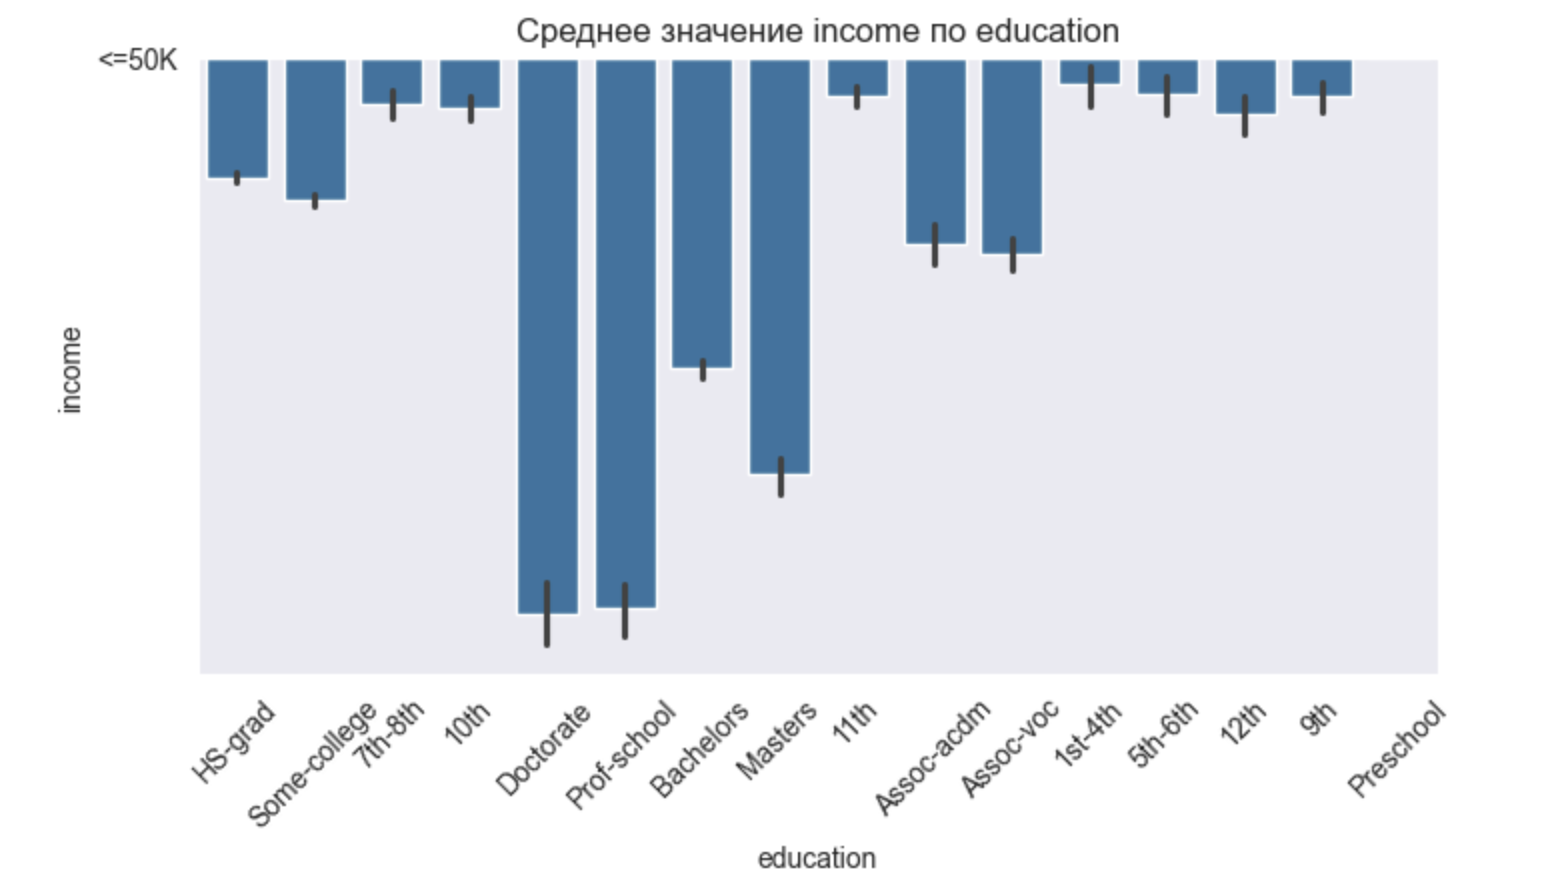 Среднее значение income по education
<=50K
income
HS-grad
Some-college
7th-8th
10th
Doctorate
Prof-school
Bachelors
Masters
11th
Assoc-acdm
Assoc-voc
1st-4th
5th-6th
12th
9th
Preschool
education